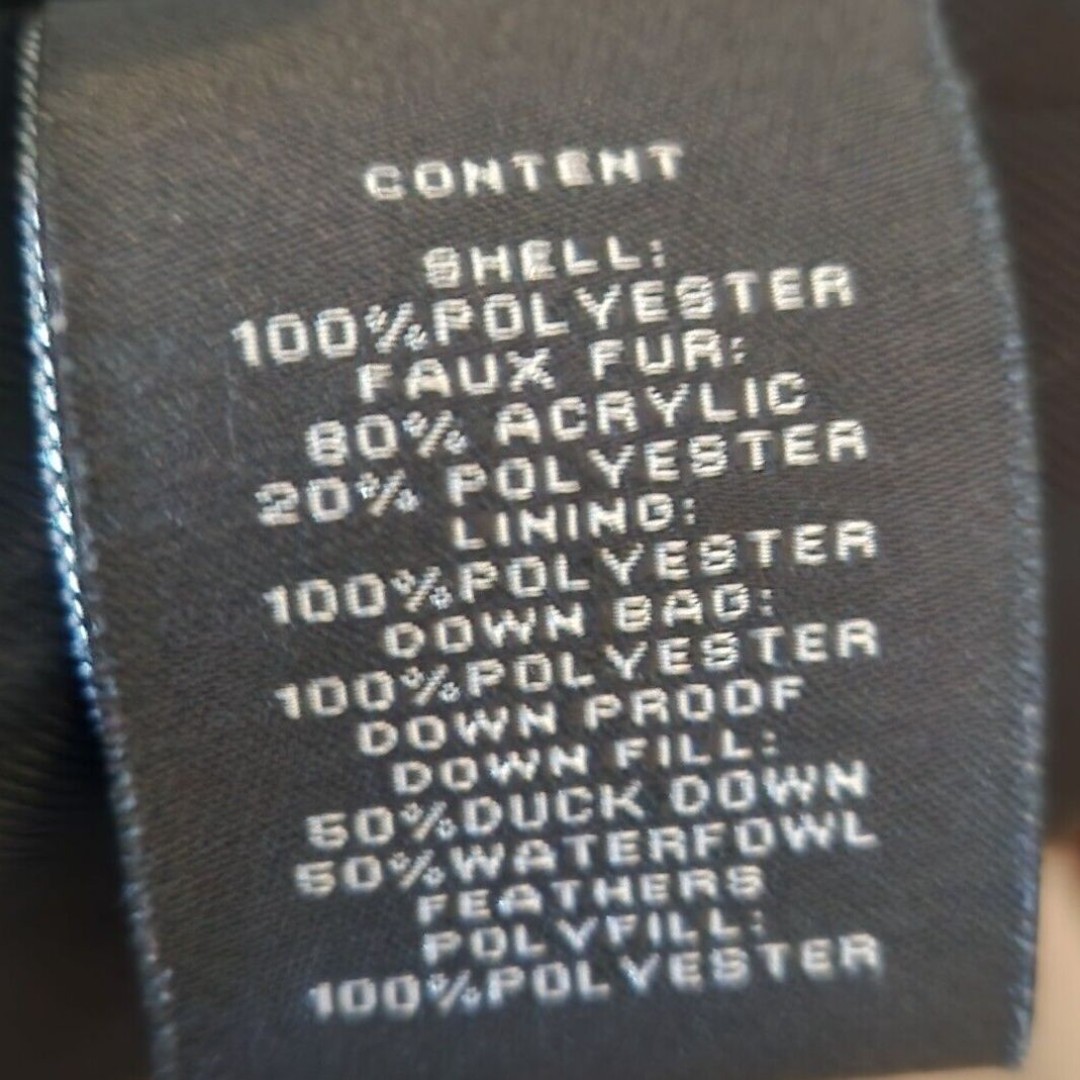 CONTENT
SHELL:
100%POLYESTER
FAUX FUR:
80% ACRYLIC
20% POLYESTER
LINING:
100%POLYESTER
DOWN BAG:
100%POLYESTER
DOWN PROOF
DOWN FILL:
50%DUCK DOWN
50%WATERFOWL
FEATHERS
POLYFILL:
100%POLYESTER